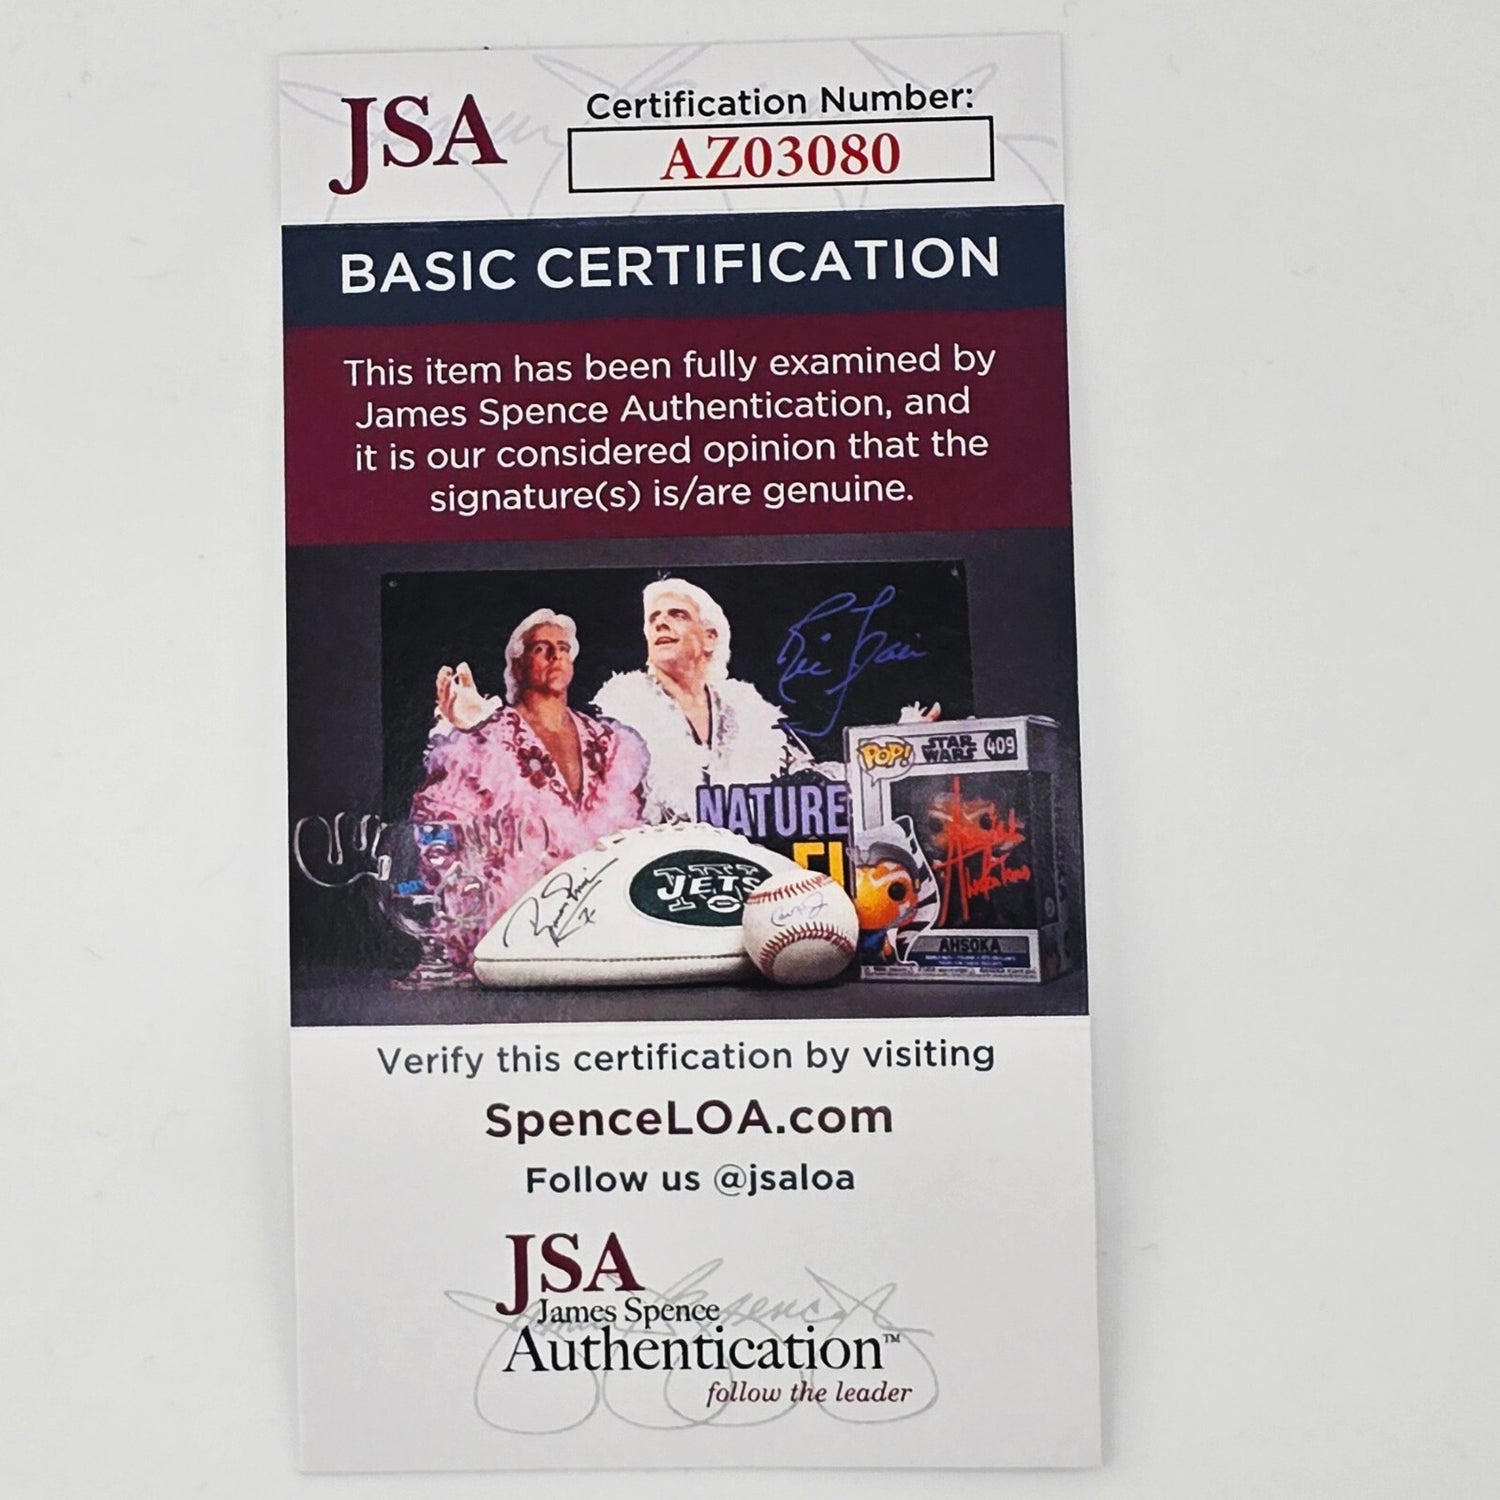 JSA
Certification Number:
AZ03080
BASIC CERTIFICATION
This item has been fully examined by
James Spence Authentication, and
it is our considered opinion that the
signature(s) is/are genuine.
Ric Flair
POP!
STAR
WARS
409
NATURE
JETS
AHSOKA
Verify this certification by visiting
SpenceLOA.com
Follow us @jsaloa
JSA
James Spence
Authentication™
follow the leader